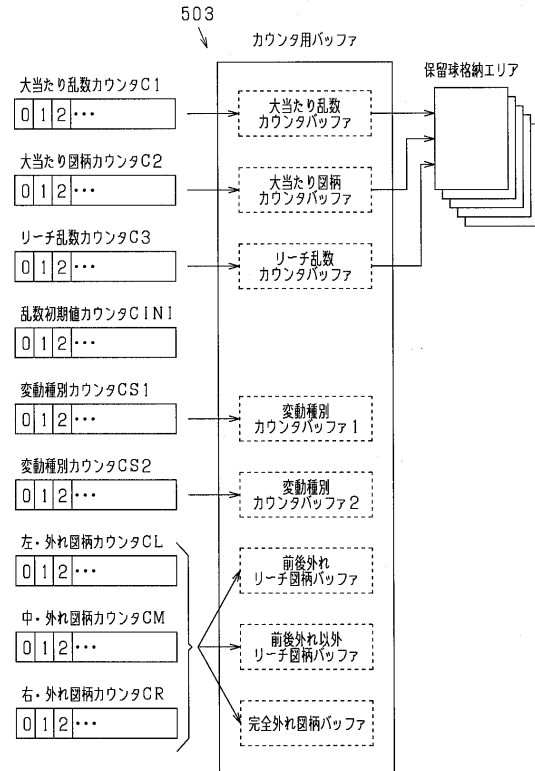 503
カウンタ用バッファ
保留球格納エリア
大当たり乱数カウンタC1
0 1 2 ･･･
大当たり乱数
カウンタバッファ
大当たり図柄カウンタC2
0 1 2 ･･･
大当たり図柄
カウンタバッファ
リーチ乱数カウンタC3
0 1 2 ･･･
リーチ乱数
カウンタバッファ
乱数初期値カウンタCINI
0 1 2 ･･･
変動種別カウンタCS1
0 1 2 ･･･
変動種別
カウンタバッファ1
変動種別カウンタCS2
0 1 2 ･･･
変動種別
カウンタバッファ2
左・外れ図柄カウンタCL
0 1 2 ･･･
前後外れ
リーチ図柄バッファ
中・外れ図柄カウンタCM
0 1 2 ･･･
前後外れ以外
リーチ図柄バッファ
右・外れ図柄カウンタCR
0 1 2 ･･･
完全外れ図柄バッファ